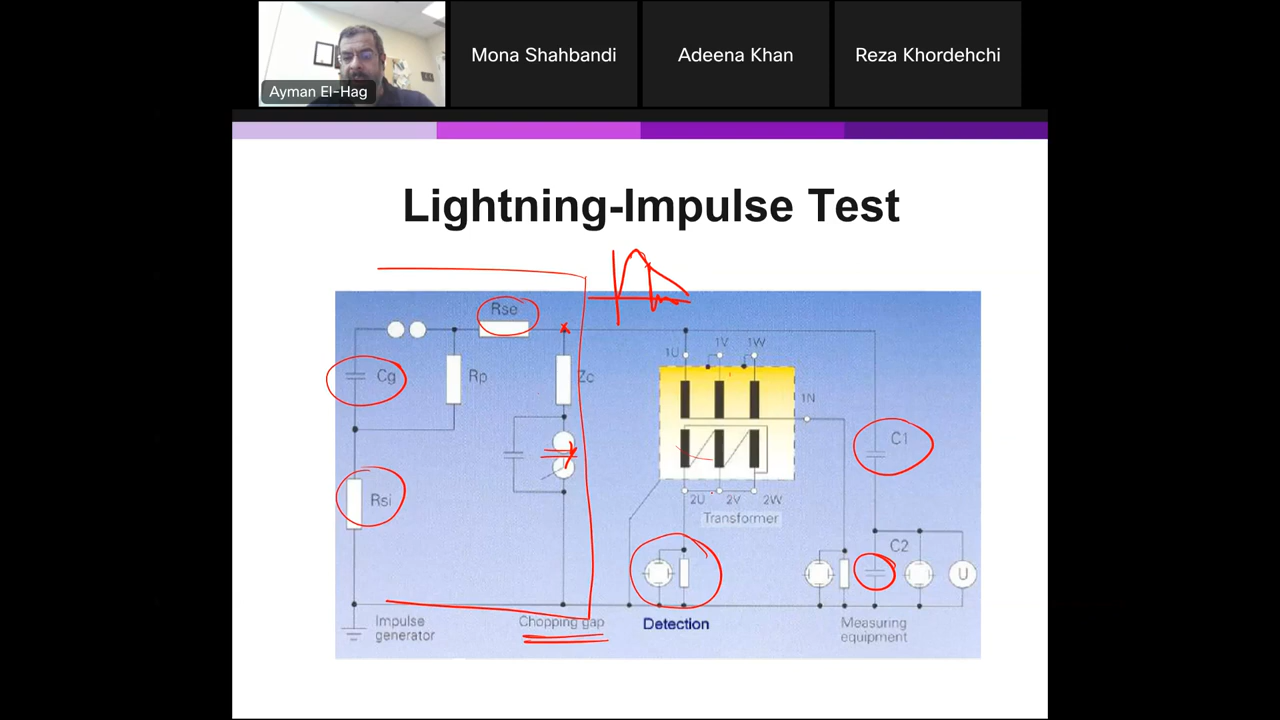 Ayman El-Hag
Mona Shahbandi
Adeena Khan
Reza Khordehchi
Lightning-Impulse Test
Rse
Cg
Rp
Zc
Rsi
1U
1V
1W
1N
2U
2V
2W
Transformer
C1
C2
U
Impulse
generator
Chopping gap
Detection
Measuring
equipment